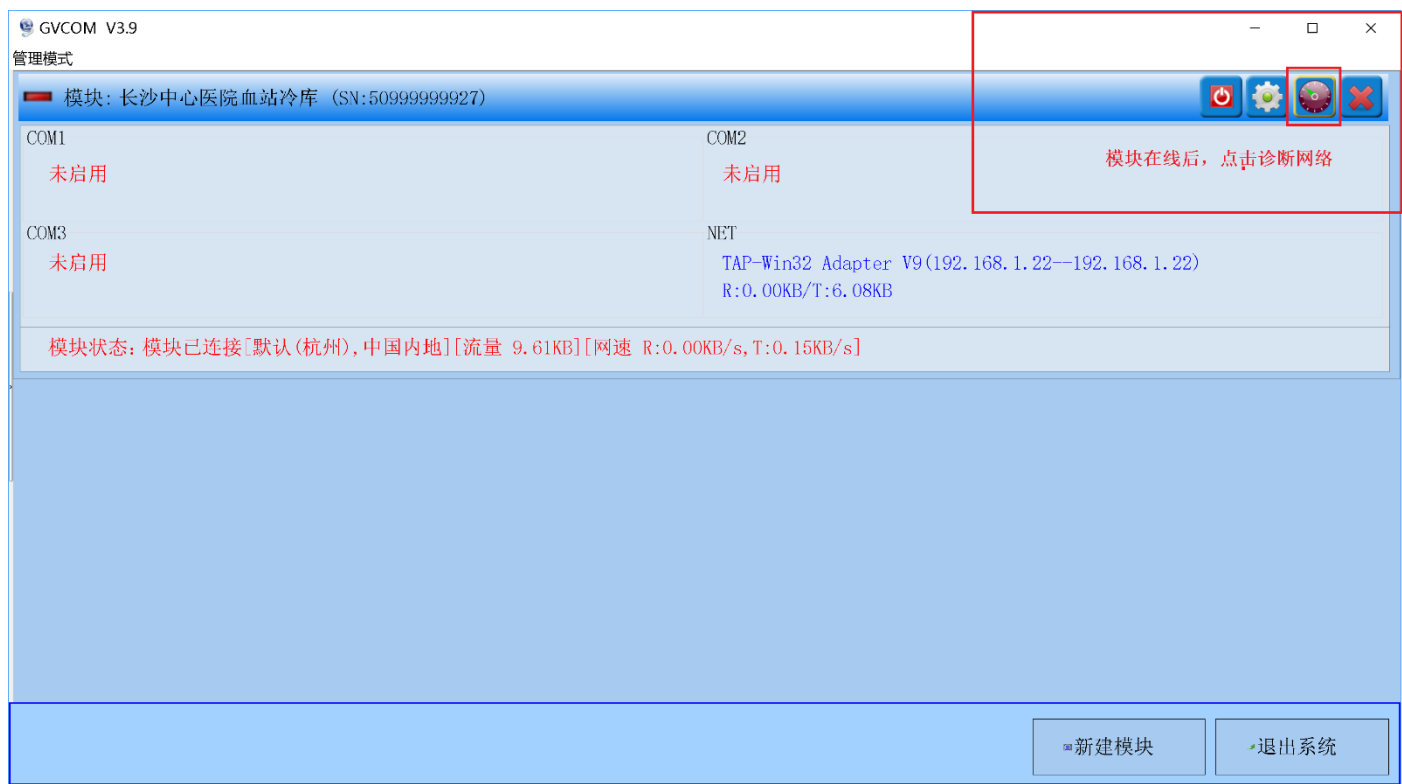 GVCOM V3.9
管理模式
模块: 长沙中心医院血站冷库 (SN:50999999927)
COM1
未启用
COM2
未启用
模块在线后，点击诊断网络
COM3
未启用
NET
TAP-Win32 Adapter V9(192.168.1.22--192.168.1.22)
R:0.00KB/T:6.08KB
模块状态: 模块已连接[默认(杭州),中国内地][流量 9.61KB][网速 R:0.00KB/s,T:0.15KB/s]
新建模块
退出系统